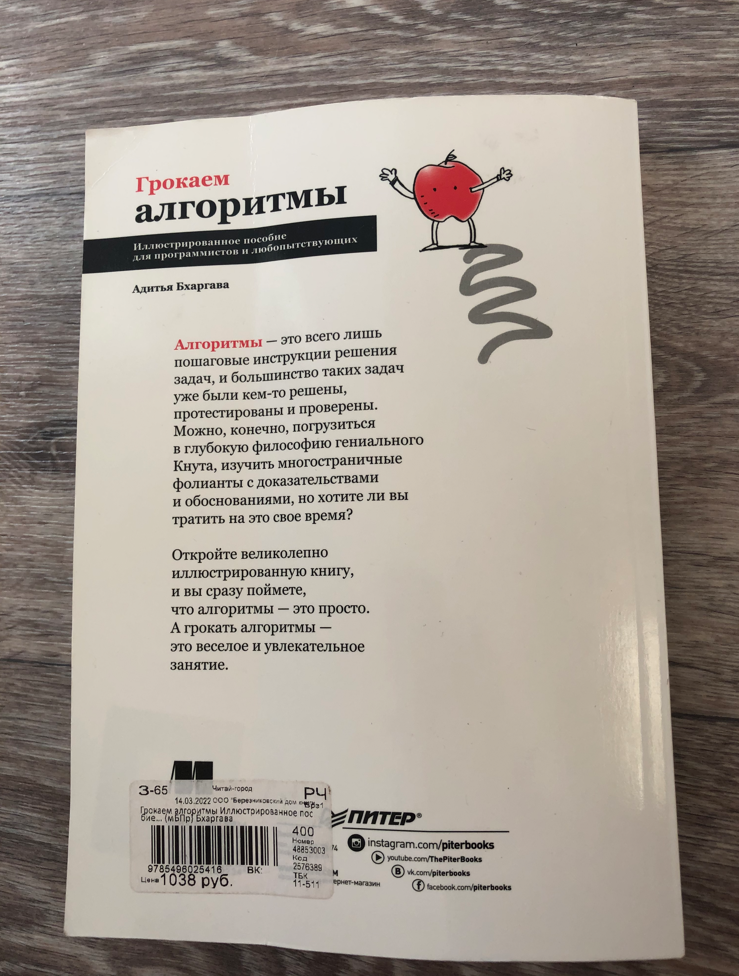 Грокаем
алгоритмы
Иллюстрированное пособие
для программистов и любопытствующих
Адитья Бхаргава
Алгоритмы — это всего лишь
пошаговые инструкции решения
задач, и большинство таких задач
уже были кем-то решены,
протестированы и проверены.
Можно, конечно, погрузиться
в глубокую философию гениального
Кнута, изучить многостраничные
фолианты с доказательствами
и обоснованиями, но хотите ли вы
тратить на это свое время?
Откройте великолепно
иллюстрированную книгу,
и вы сразу поймете,
что алгоритмы — это просто.
А грокать алгоритмы —
это веселое и увлекательное
занятие.
З-65 Читай-город РЧ
14.03.2022 ООО "Березниковский дом
Грокаем алгоритмы Иллюстрированное пос
бие... (мБПр) Бхаргава
400
Номер
48853003
Код
2576389
ТБК
11-511
9785496025416 ВК:
Цена 1038 руб.
ПИТЕР®
instagram.com/piterbooks
youtube.com/ThePiterBooks
vk.com/piterbooks
facebook.com/piterbooks